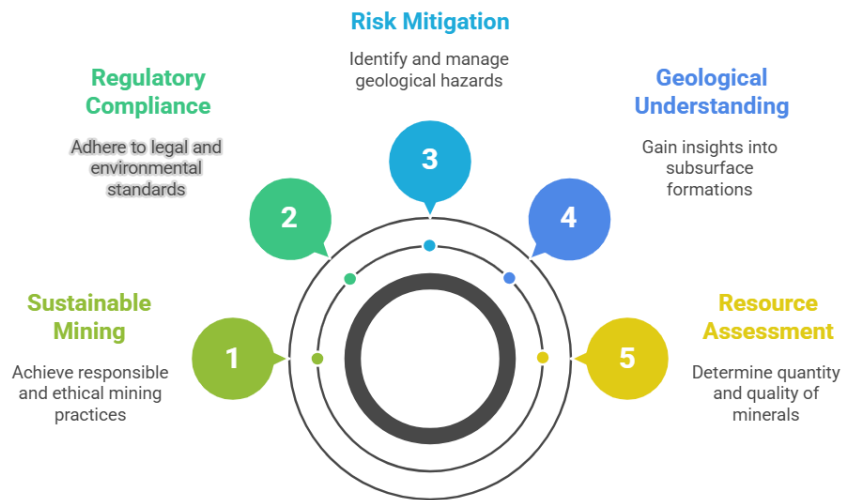 Sustainable
Mining
Achieve responsible
and ethical mining
practices
1
Regulatory
Compliance
Adhere to legal and
environmental
standards
2
Risk Mitigation
Identify and manage
geological hazards
3
Geological
Understanding
Gain insights into
subsurface
formations
4
Resource
Assessment
Determine quantity
and quality of
minerals
5